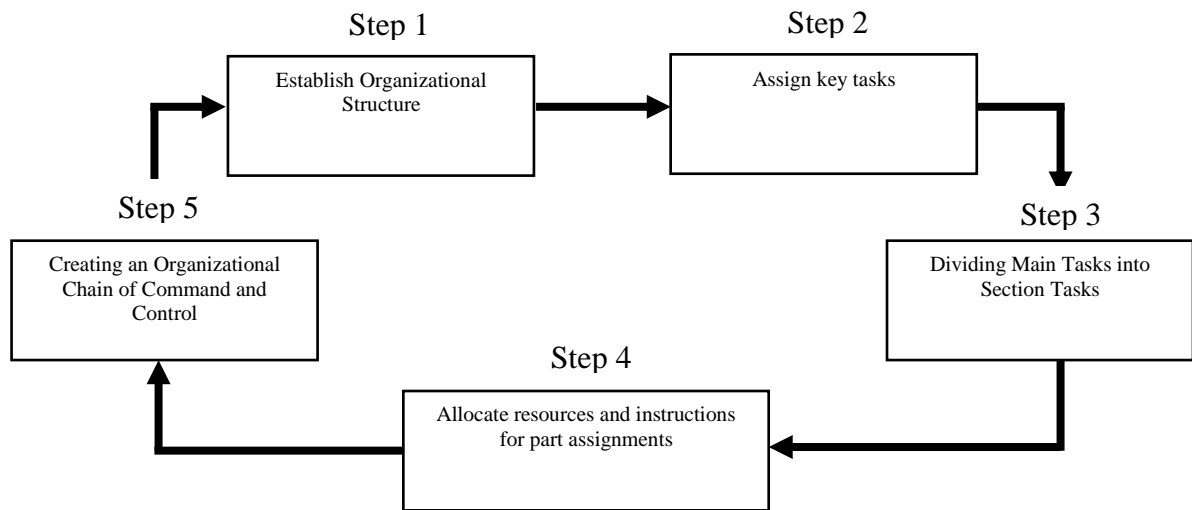 Step 1
Establish Organizational
Structure
Step 2
Assign key tasks
Step 3
Dividing Main Tasks into
Section Tasks
Step 4
Allocate resources and instructions
for part assignments
Step 5
Creating an Organizational
Chain of Command and
Control